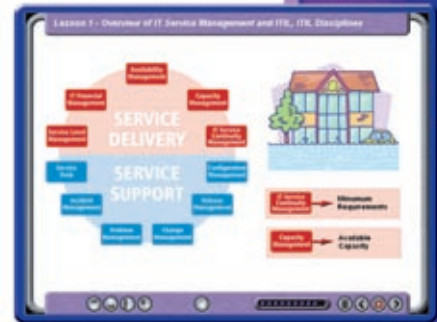 Lesson 1 - Overview of IT Service Management and ITIL, ITIL Disciplines
Availability
Management
IT Financial
Management
Capacity
Management
SERVICE
DELIVERY
Service Level
Management
IT Service
Continuity
Management
Service
Desk
SERVICE
SUPPORT
Configuration
Management
Incident
Management
Release
Management
Problem
Management
Change
Management
IT Service
Continuity
Management
Minimum
Requirements
Capacity
Management
Available
Capacity